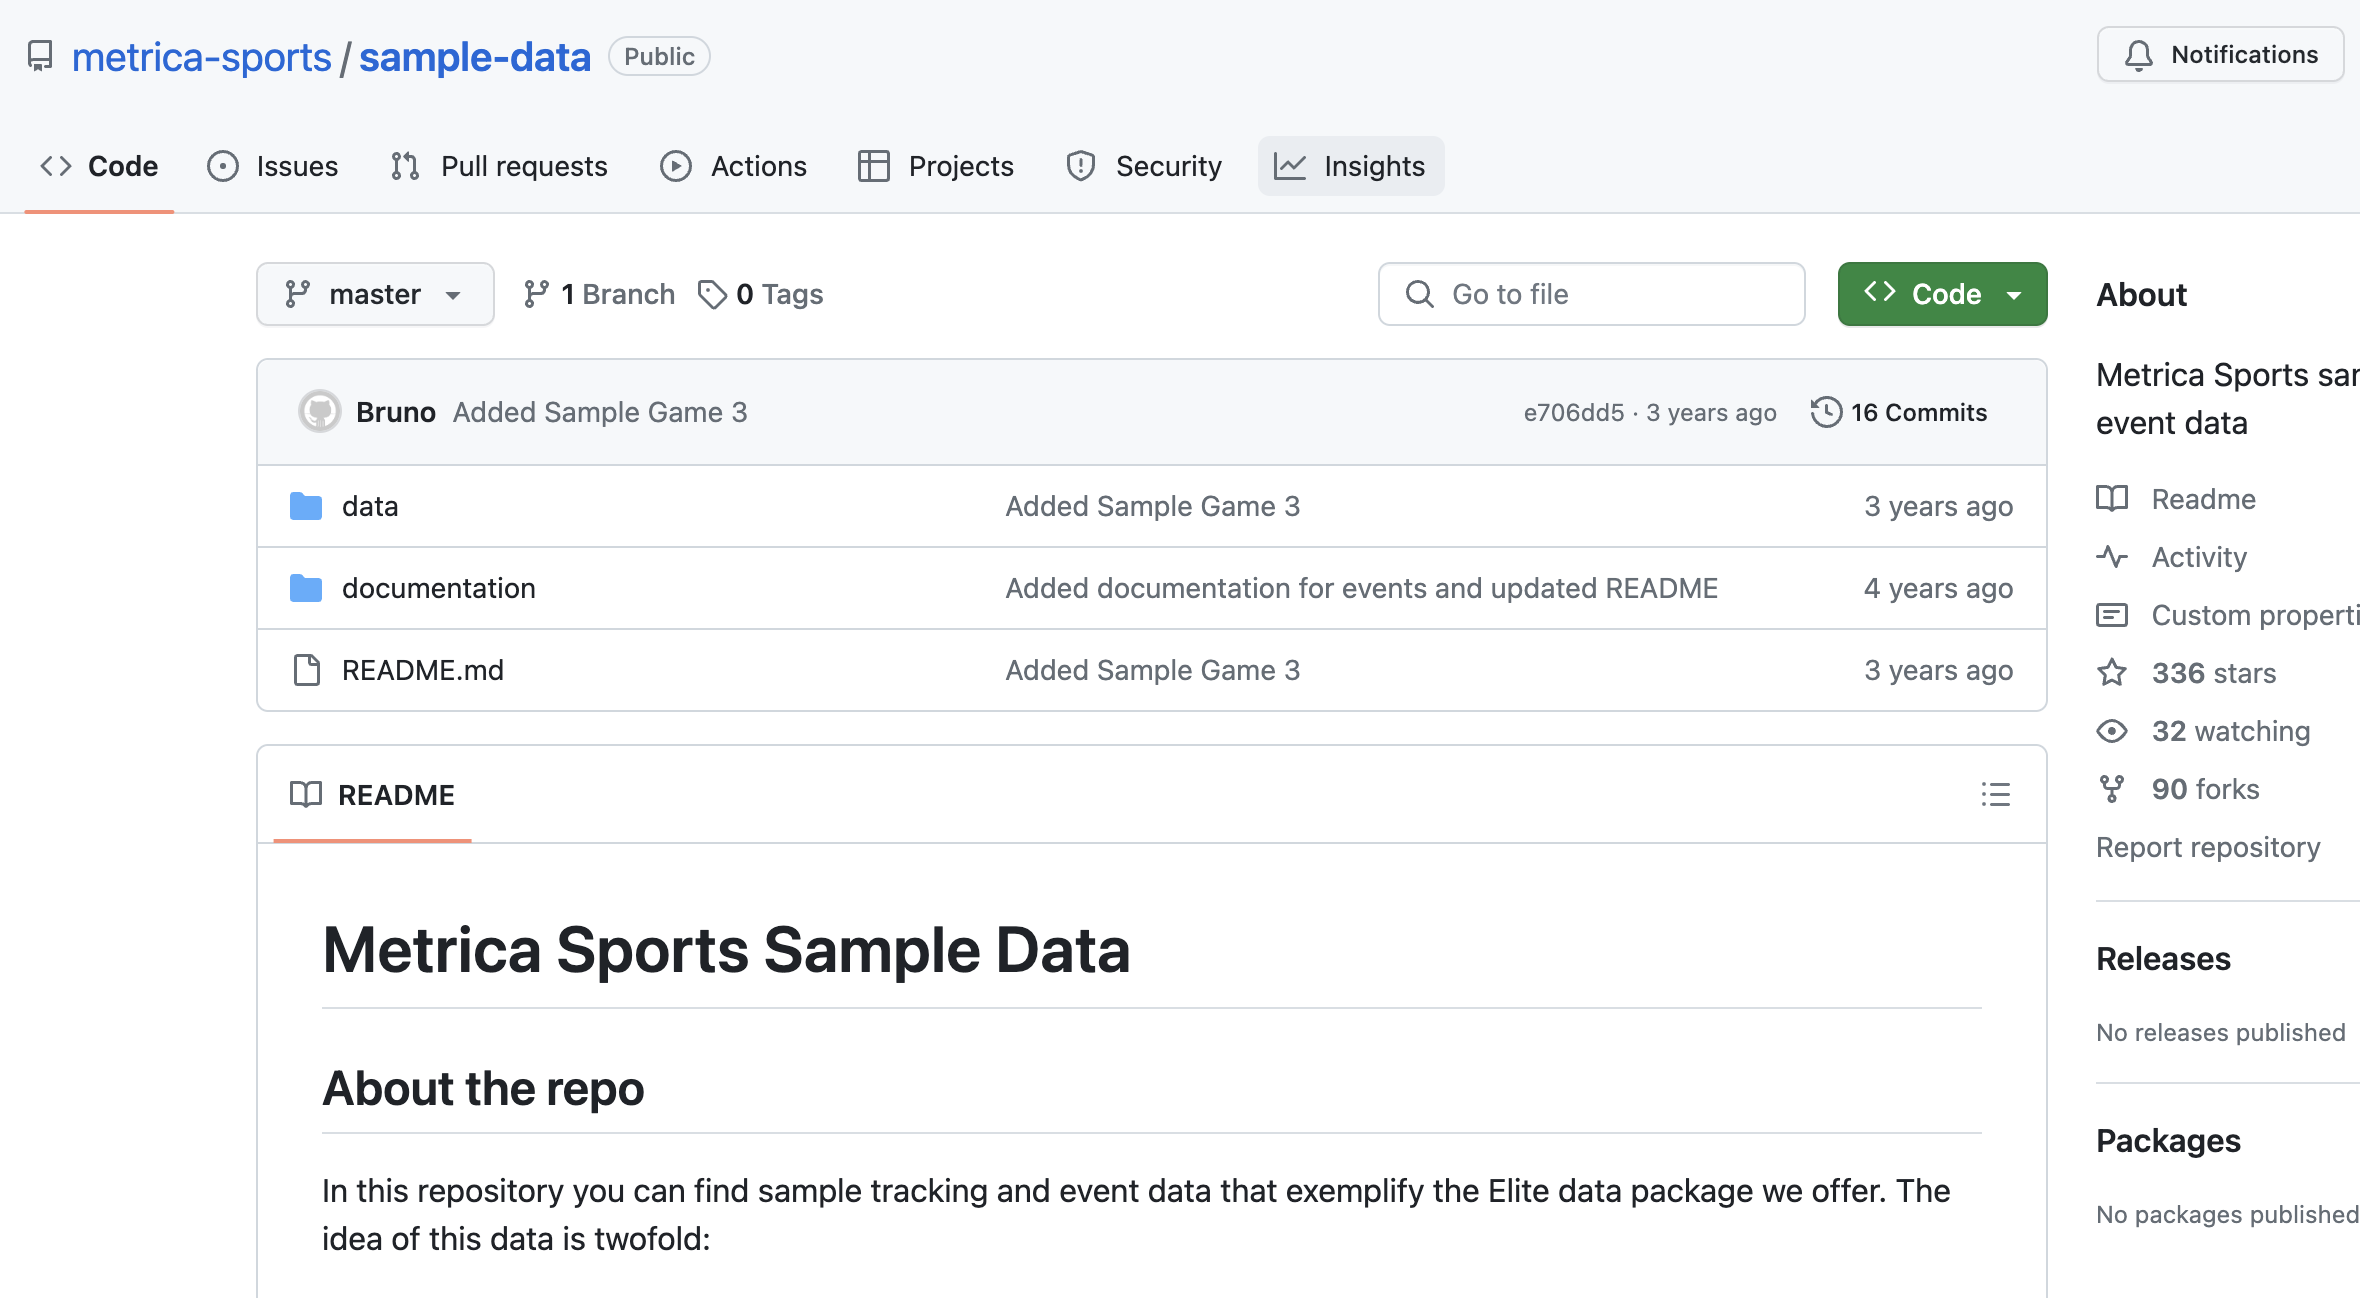 metrica-sports / sample-data Public
Notifications
Code Issues Pull requests Actions Projects Security Insights
master 1 Branch 0 Tags Go to file Code
Bruno Added Sample Game 3 e706dd5 · 3 years ago 16 Commits
data Added Sample Game 3 3 years ago
documentation Added documentation for events and updated README 4 years ago
README.md Added Sample Game 3 3 years ago
README
Metrica Sports Sample Data
About the repo
In this repository you can find sample tracking and event data that exemplify the Elite data package we offer. The
idea of this data is twofold:
About
Metrica Sports
event data
Readme
Activity
Custom
336 stars
32 watching
90 forks
Report repository
Releases
No releases published
Packages
No packages published